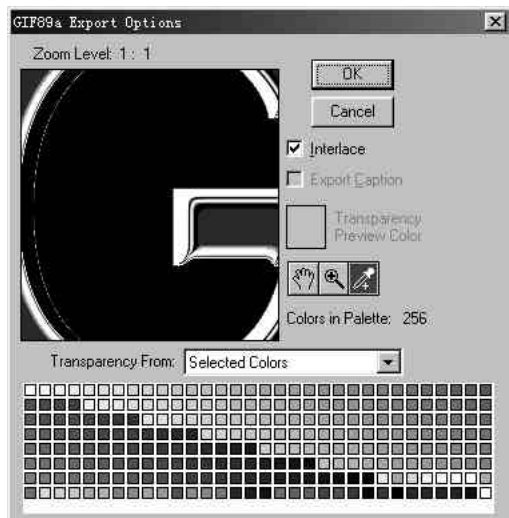 GIF89a Export Options
Zoom Level: 1 : 1
OK
Cancel
Interlace
Export Caption
Transparency
Preview Color
Colors in Palette: 256
Transparency From: Selected Colors